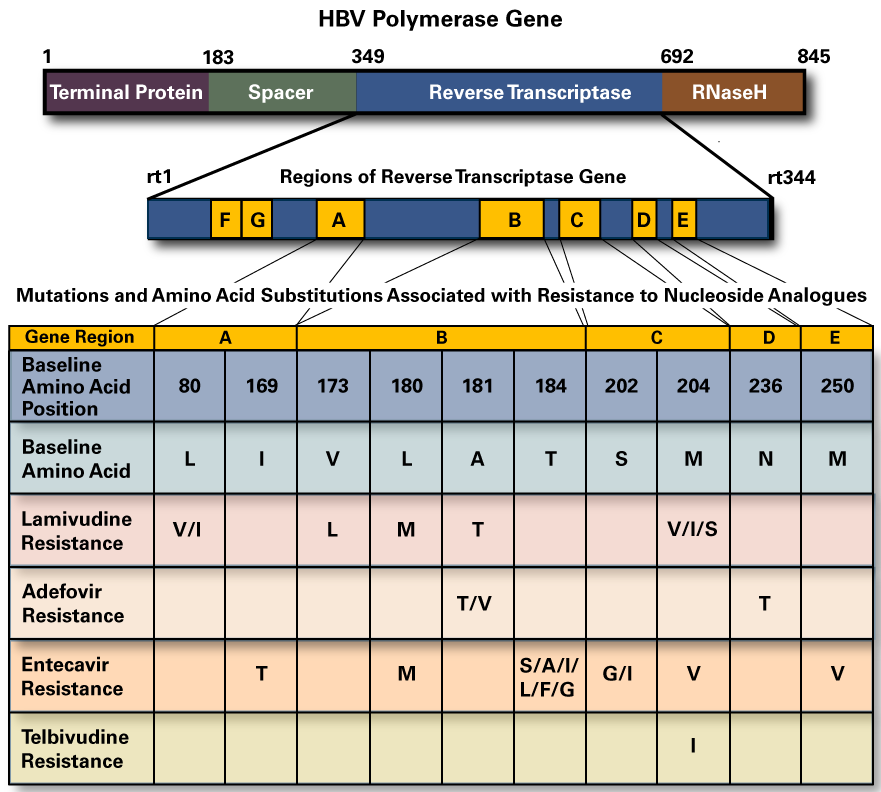 HBV Polymerase Gene
1 183 349 692 845
Terminal Protein Spacer Reverse Transcriptase RNaseH
rt1 Regions of Reverse Transcriptase Gene rt344
F G A B C D E
Mutations and Amino Acid Substitutions Associated with Resistance to Nucleoside Analogues
Gene Region A B C D E
Baseline
Amino Acid
Position
80 169 173 180 181 184 202 204 236 250
Baseline
Amino Acid
L I V L A T S M N M
Lamivudine
Resistance
V/I L M T V/I/S
Adefovir
Resistance
T/V T
Entecavir
Resistance
T M S/A/I/
L/F/G
G/I V V
Telbivudine
Resistance
I